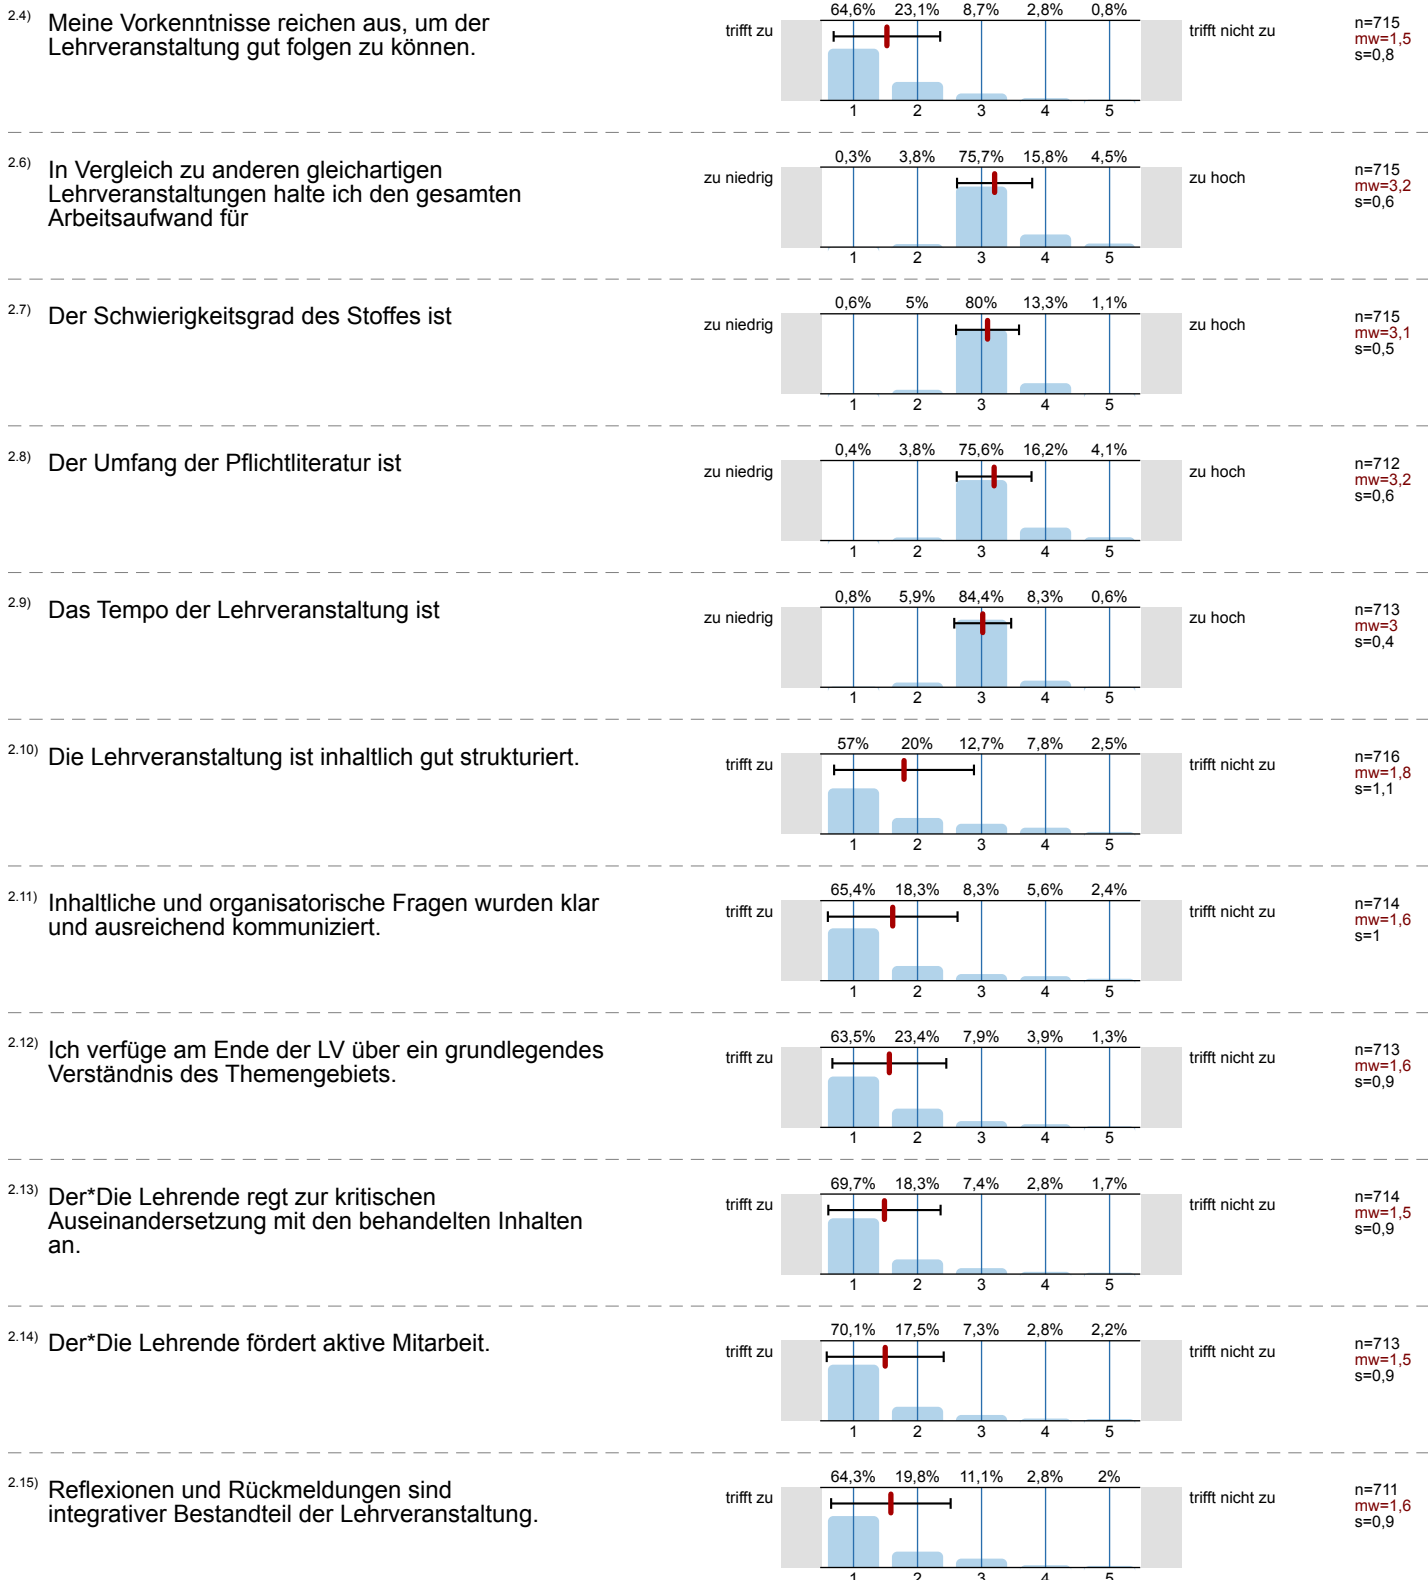 2.4) Meine Vorkenntnisse reichen aus, um der
Lehrveranstaltung gut folgen zu können.
trifft zu
64,6% 23,1% 8,7% 2,8% 0,8%
1 2 3 4 5
trifft nicht zu
n=715
mw=1,5
s=0,8
2.6) In Vergleich zu anderen gleichartigen
Lehrveranstaltungen halte ich den gesamten
Arbeitsaufwand für
zu niedrig
0,3% 3,8% 75,7% 15,8% 4,5%
1 2 3 4 5
zu hoch
n=715
mw=3,2
s=0,6
2.7) Der Schwierigkeitsgrad des Stoffes ist
zu niedrig
0,6% 5% 80% 13,3% 1,1%
1 2 3 4 5
zu hoch
n=715
mw=3,1
s=0,5
2.8) Der Umfang der Pflichtliteratur ist
zu niedrig
0,4% 3,8% 75,6% 16,2% 4,1%
1 2 3 4 5
zu hoch
n=712
mw=3,2
s=0,6
2.9) Das Tempo der Lehrveranstaltung ist
zu niedrig
0,8% 5,9% 84,4% 8,3% 0,6%
1 2 3 4 5
zu hoch
n=713
mw=3
s=0,4
2.10) Die Lehrveranstaltung ist inhaltlich gut strukturiert.
trifft zu
57% 20% 12,7% 7,8% 2,5%
1 2 3 4 5
trifft nicht zu
n=716
mw=1,8
s=1,1
2.11) Inhaltliche und organisatorische Fragen wurden klar
und ausreichend kommuniziert.
trifft zu
65,4% 18,3% 8,3% 5,6% 2,4%
1 2 3 4 5
trifft nicht zu
n=714
mw=1,6
s=1
2.12) Ich verfüge am Ende der LV über ein grundlegendes
Verständnis des Themengebiets.
trifft zu
63,5% 23,4% 7,9% 3,9% 1,3%
1 2 3 4 5
trifft nicht zu
n=713
mw=1,6
s=0,9
2.13) Der*Die Lehrende regt zur kritischen
Auseinandersetzung mit den behandelten Inhalten
an.
trifft zu
69,7% 18,3% 7,4% 2,8% 1,7%
1 2 3 4 5
trifft nicht zu
n=714
mw=1,5
s=0,9
2.14) Der*Die Lehrende fördert aktive Mitarbeit.
trifft zu
70,1% 17,5% 7,3% 2,8% 2,2%
1 2 3 4 5
trifft nicht zu
n=713
mw=1,5
s=0,9
2.15) Reflexionen und Rückmeldungen sind
integrativer Bestandteil der Lehrveranstaltung.
trifft zu
64,3% 19,8% 11,1% 2,8% 2%
1 2 3 4 5
trifft nicht zu
n=711
mw=1,6
s=0,9